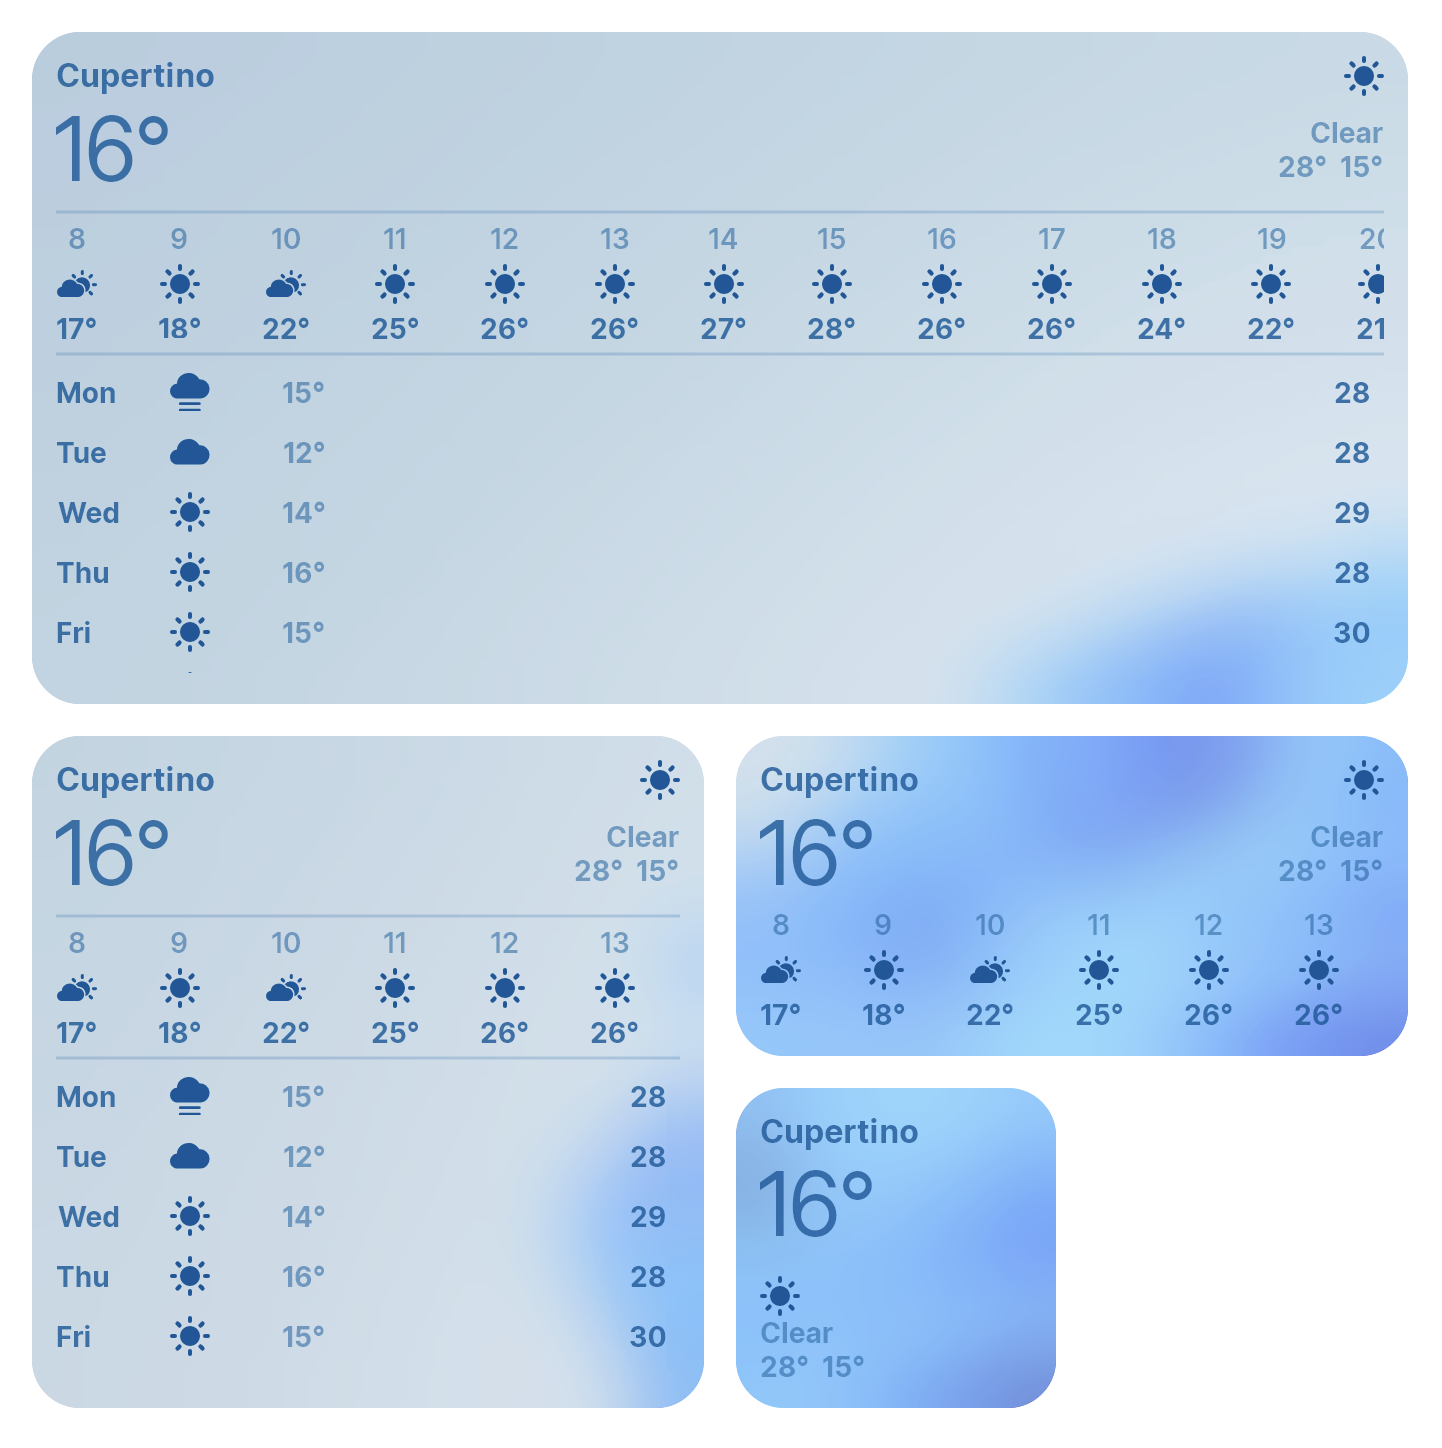 Cupertino
16°
Clear
28° 15°
8 9 10 11 12 13 14 15 16 17 18 19
17° 18° 22° 25° 26° 26° 27° 28° 26° 26° 24° 22° 21
Mon 15° 28
Tue 12° 28
Wed 14° 29
Thu 16° 28
Fri 15° 30
Cupertino
16°
Clear
28° 15°
8 9 10 11 12 13
17° 18° 22° 25° 26° 26°
Mon 15° 28
Tue 12° 28
Wed 14° 29
Thu 16° 28
Fri 15° 30
Cupertino
16°
Clear
28° 15°
8 9 10 11 12 13
17° 18° 22° 25° 26° 26°
Cupertino
16°
Clear
28° 15°